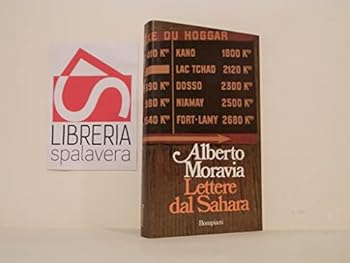 LIBRERIA
spalavera
XE DU HOGGAR
KANO 1800 Km
LAC TCHAD 2120 Km
DOSSO 2300 Km
NIAMAY 2500 Km
FORT-LAMY 2680 Km
Alberto
Moravia
Lettere
dal Sahara
Bompiani